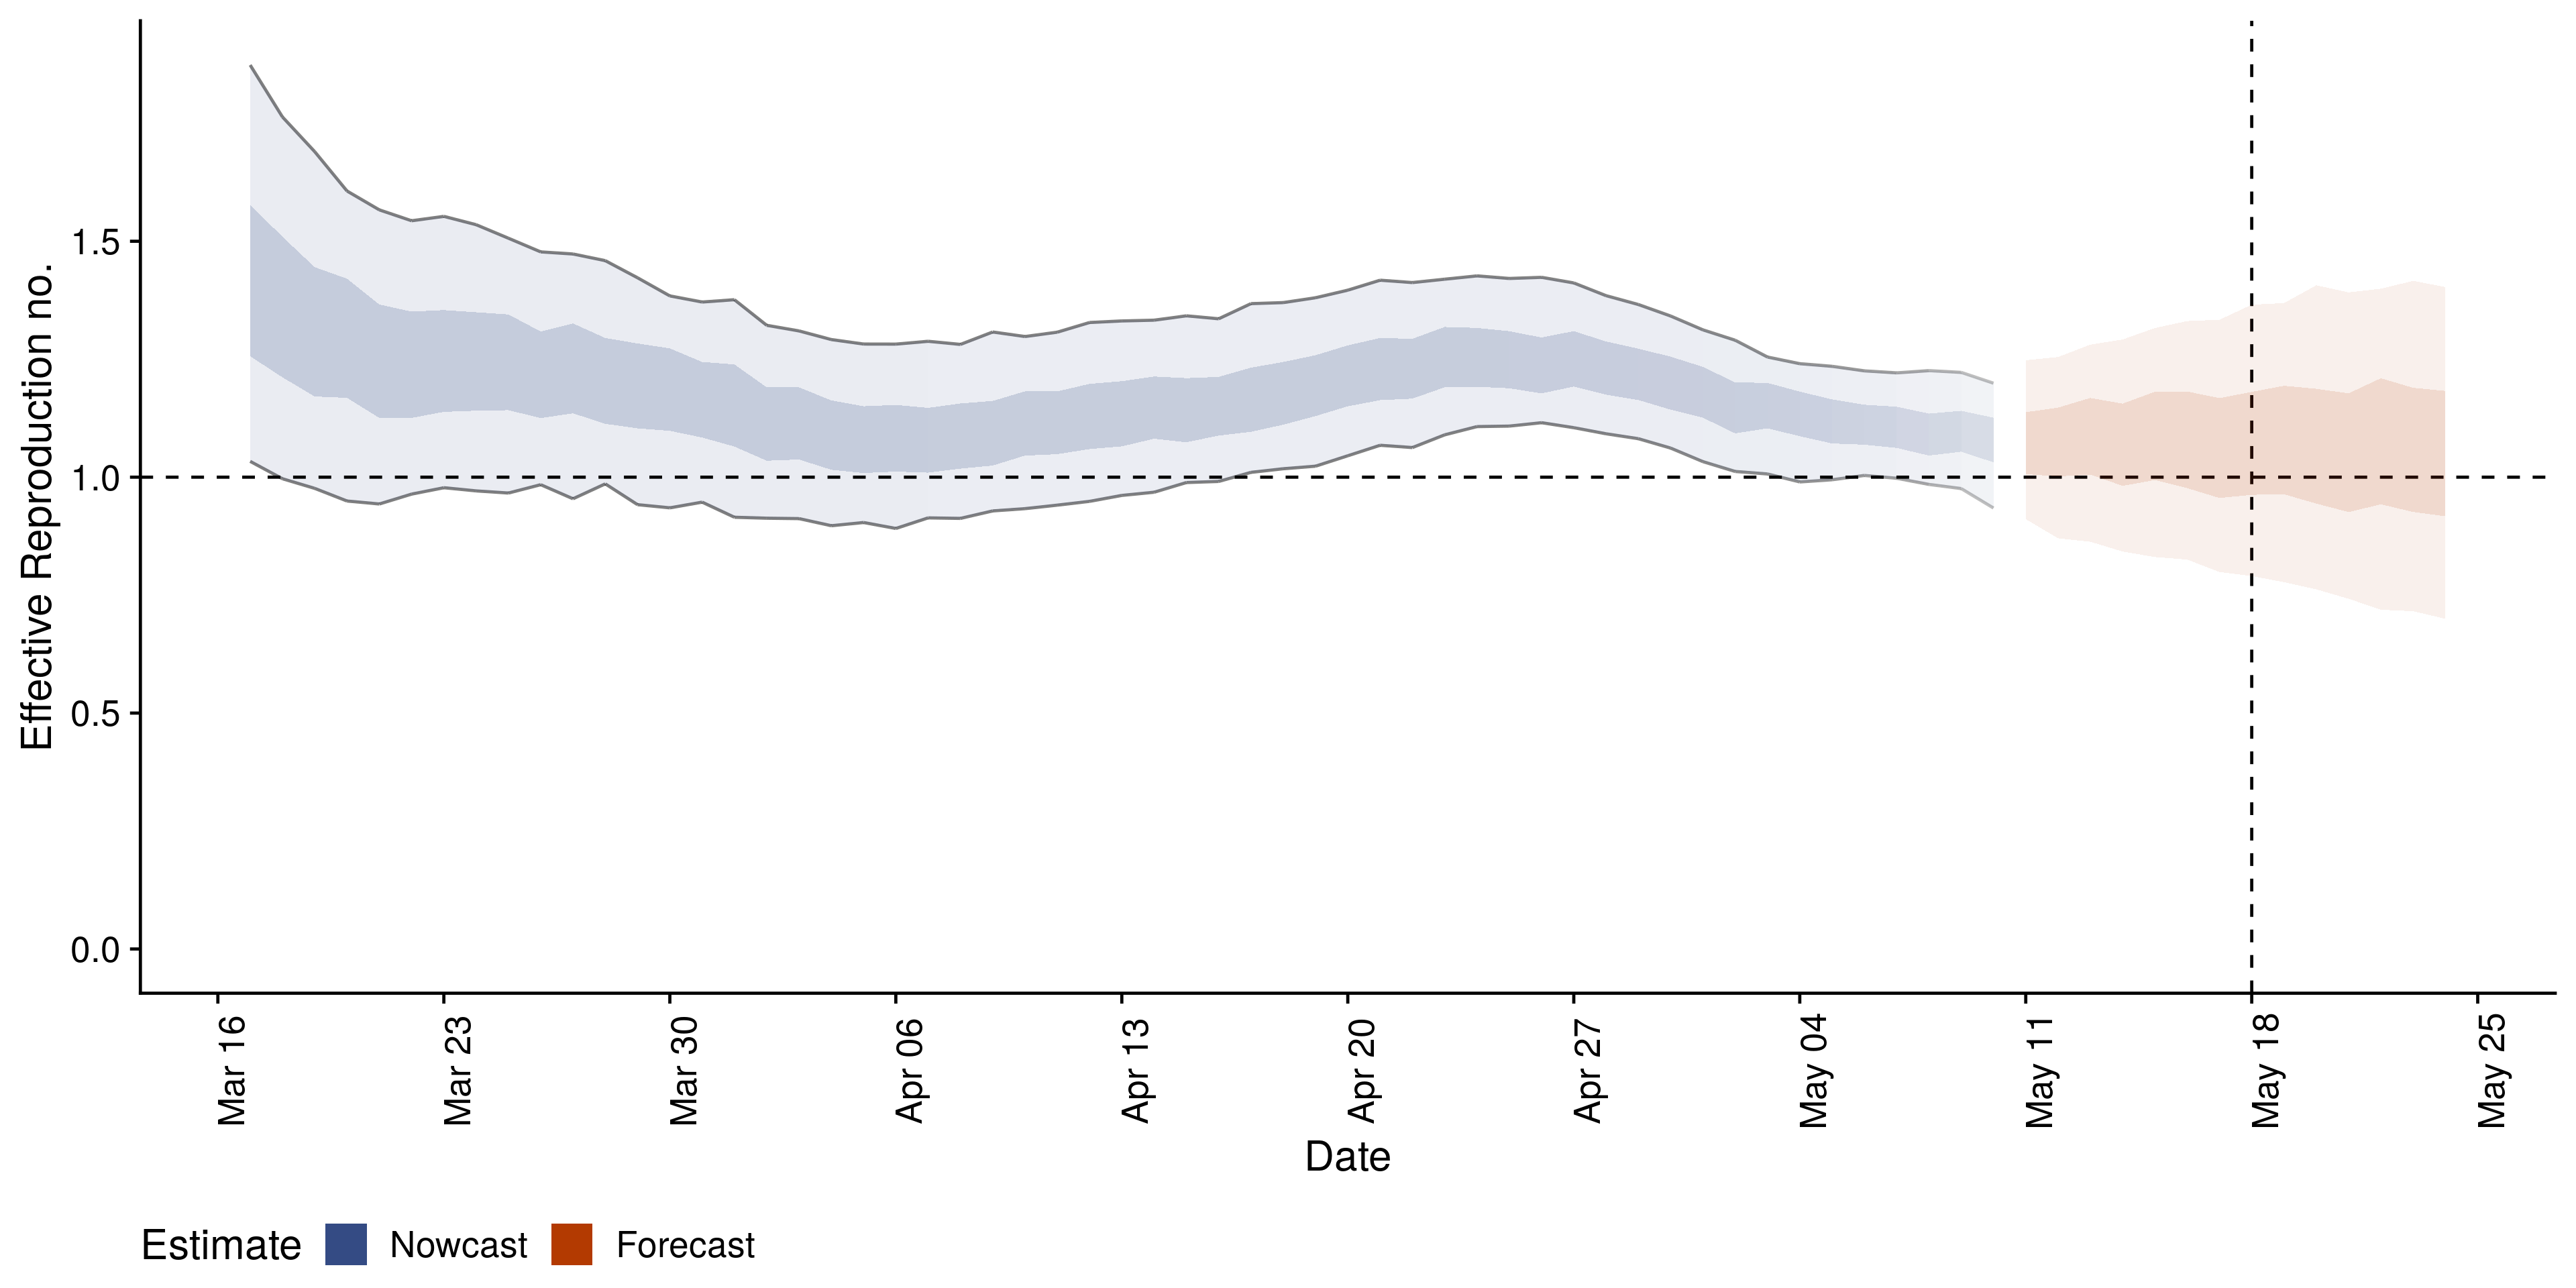 Effective Reproduction no.
1.5
1.0
0.5
0.0
Mar 16
Mar 23
Mar 30
Apr 06
Apr 13
Apr 20
Apr 27
May 04
May 11
May 18
May 25
Date
Estimate Nowcast Forecast